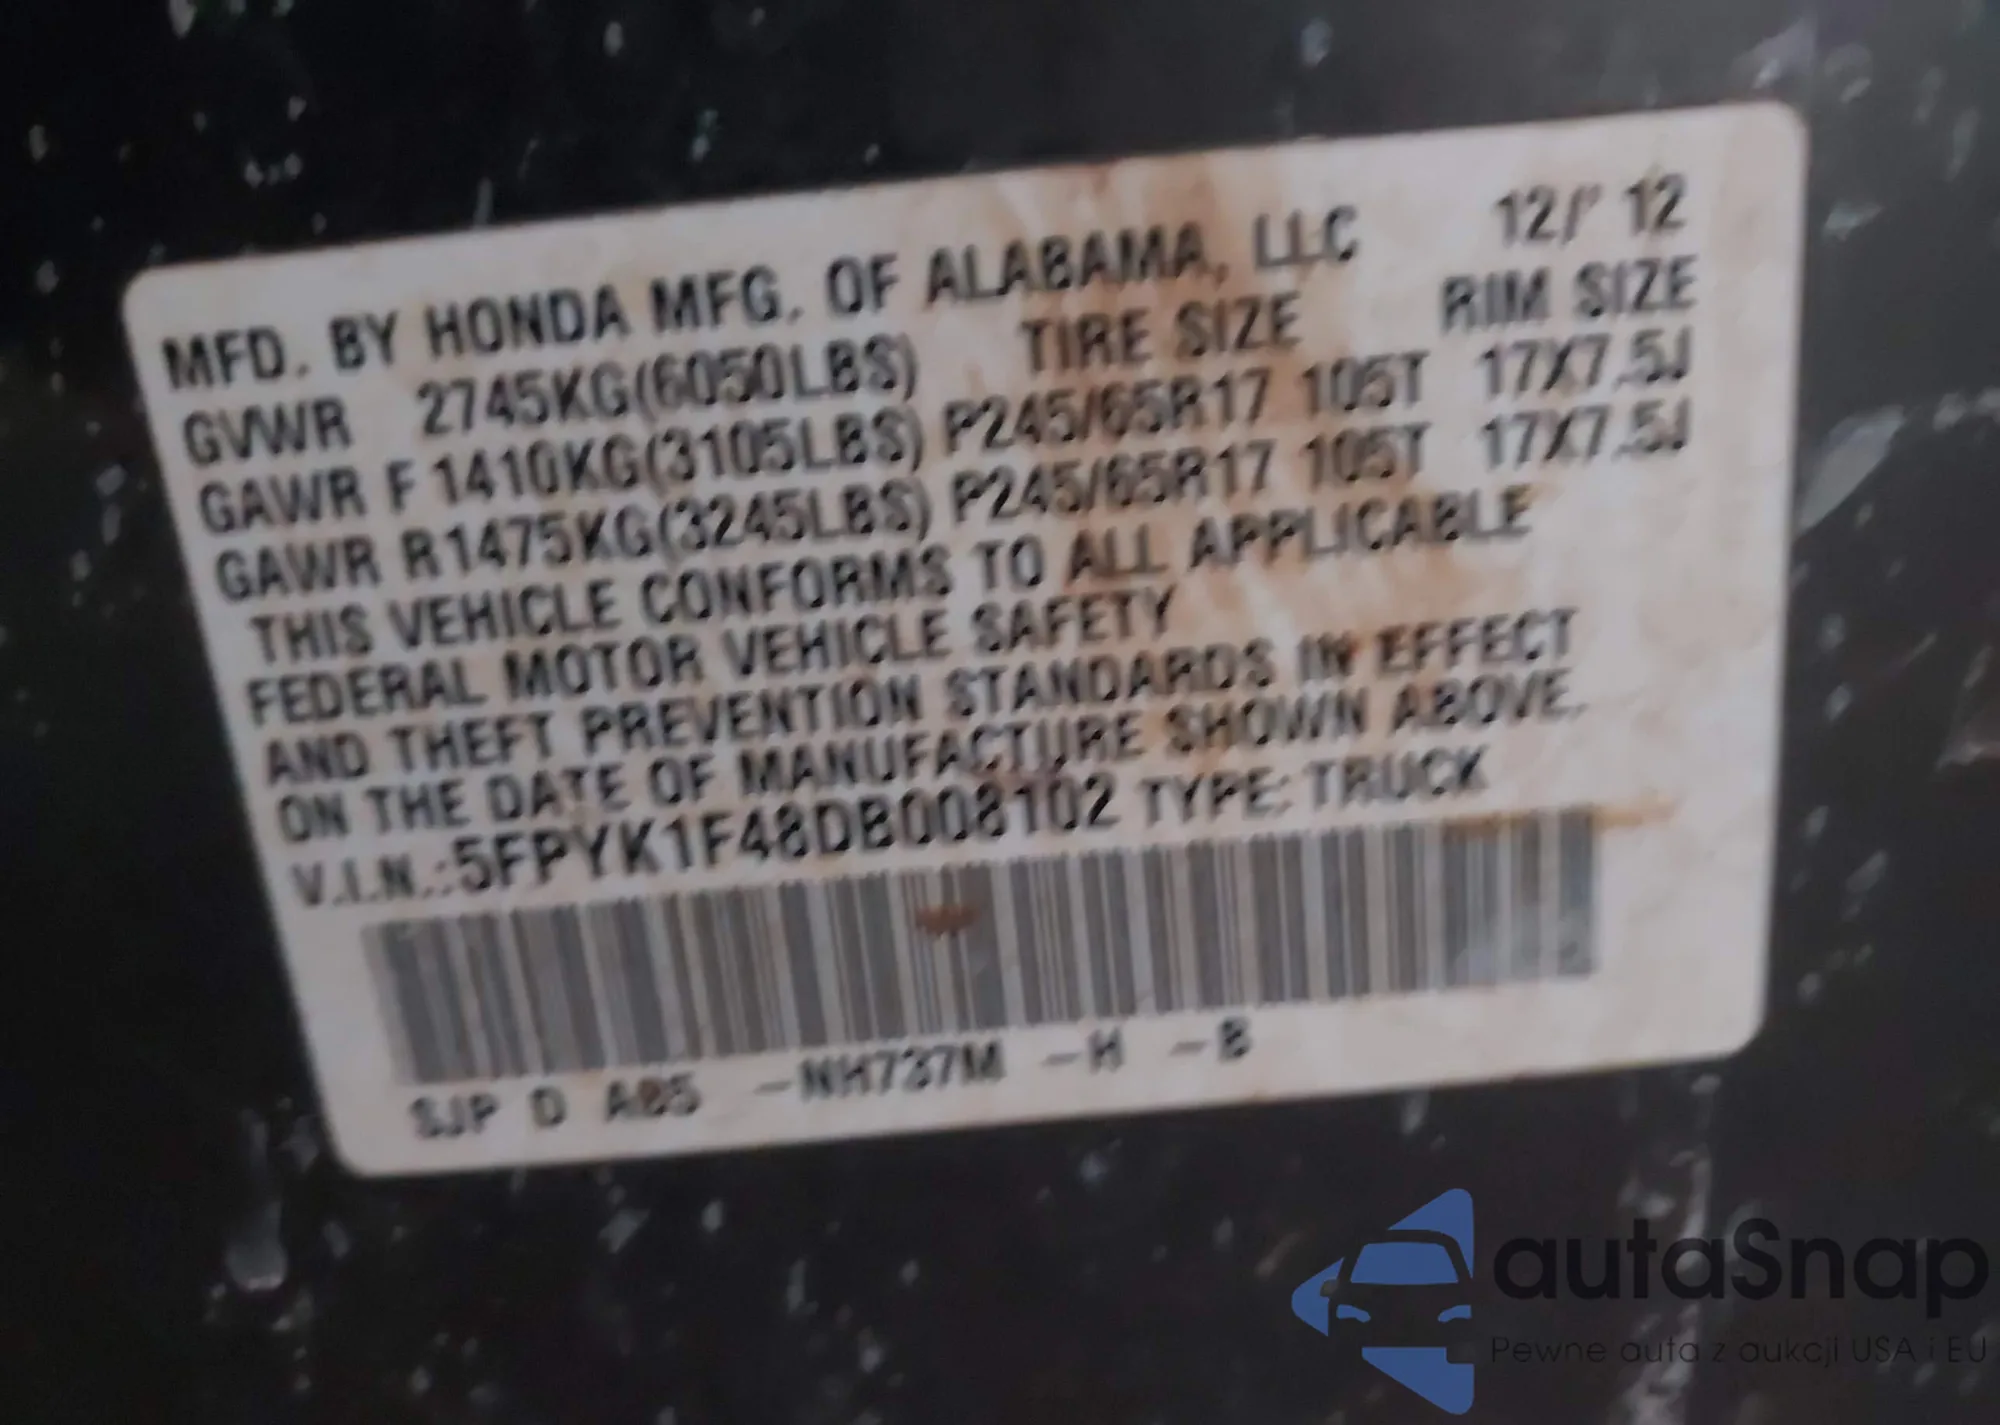 MFD. BY HONDA MFG. OF ALABAMA, LLC 12/' 12
GVWR 2745KG(6050LBS) TIRE SIZE RIM SIZE
GAWR F 1410KG(3105LBS) P245/65R17 105T 17X7.5J
GAWR R1475KG(3245LBS) P245/65R17 105T 17X7.5J
THIS VEHICLE CONFORMS TO ALL APPLICABLE
FEDERAL MOTOR VEHICLE SAFETY
AND THEFT PREVENTION STANDARDS IN EFFECT
ON THE DATE OF MANUFACTURE SHOWN ABOVE.
V.I.N.:5FPYK1F48DB008102 TYPE: TRUCK
SJP D A85 -NH737M -H -B
autaSnap
Pewne auta z aukcji USA i EU